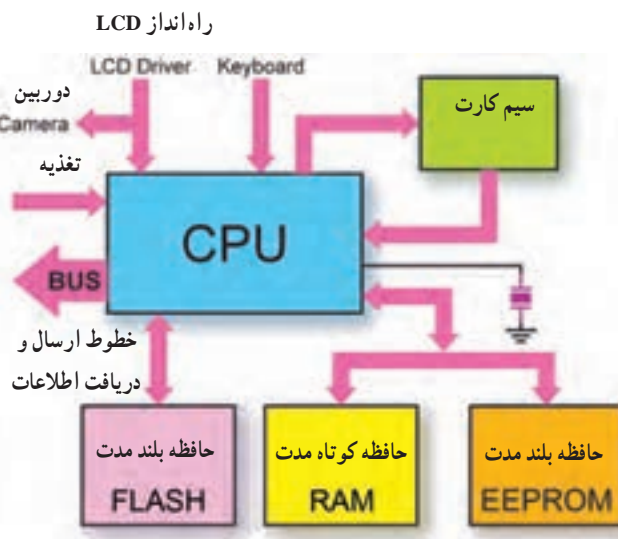 راه‌انداز LCD
LCD Driver
Keyboard
دوربین
Camera
سیم کارت
تغذیه
CPU
BUS
خطوط ارسال و
دریافت اطلاعات
حافظه بلند مدت
FLASH
حافظه کوتاه مدت
RAM
حافظه بلند مدت
EEPROM